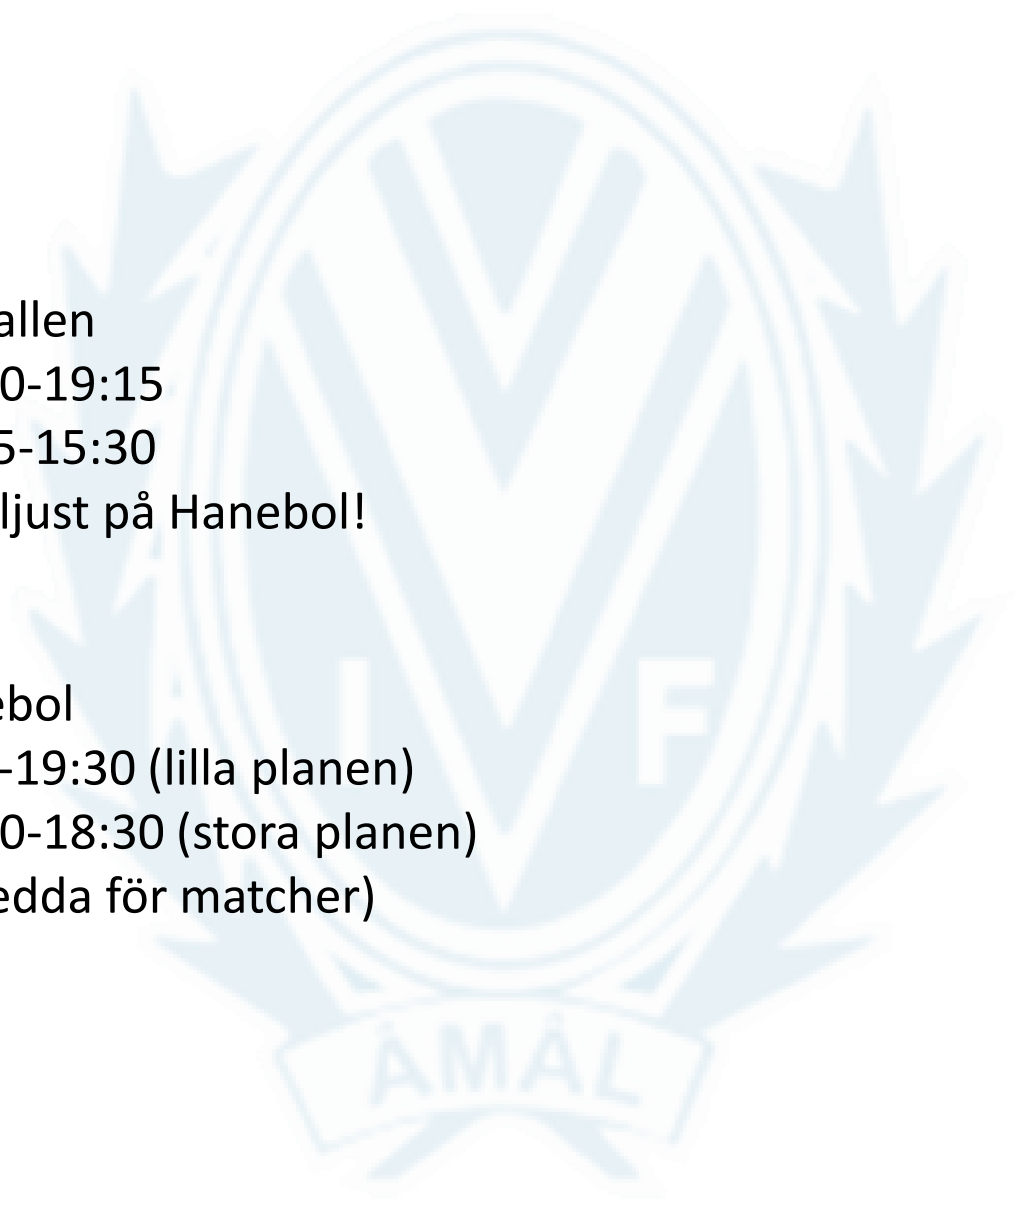 allen
0-19:15
5-15:30
ljust på Hanebol!
ebol
-19:30 (lilla planen)
0-18:30 (stora planen)
edda för matcher)
V
I F
ÅMÅL